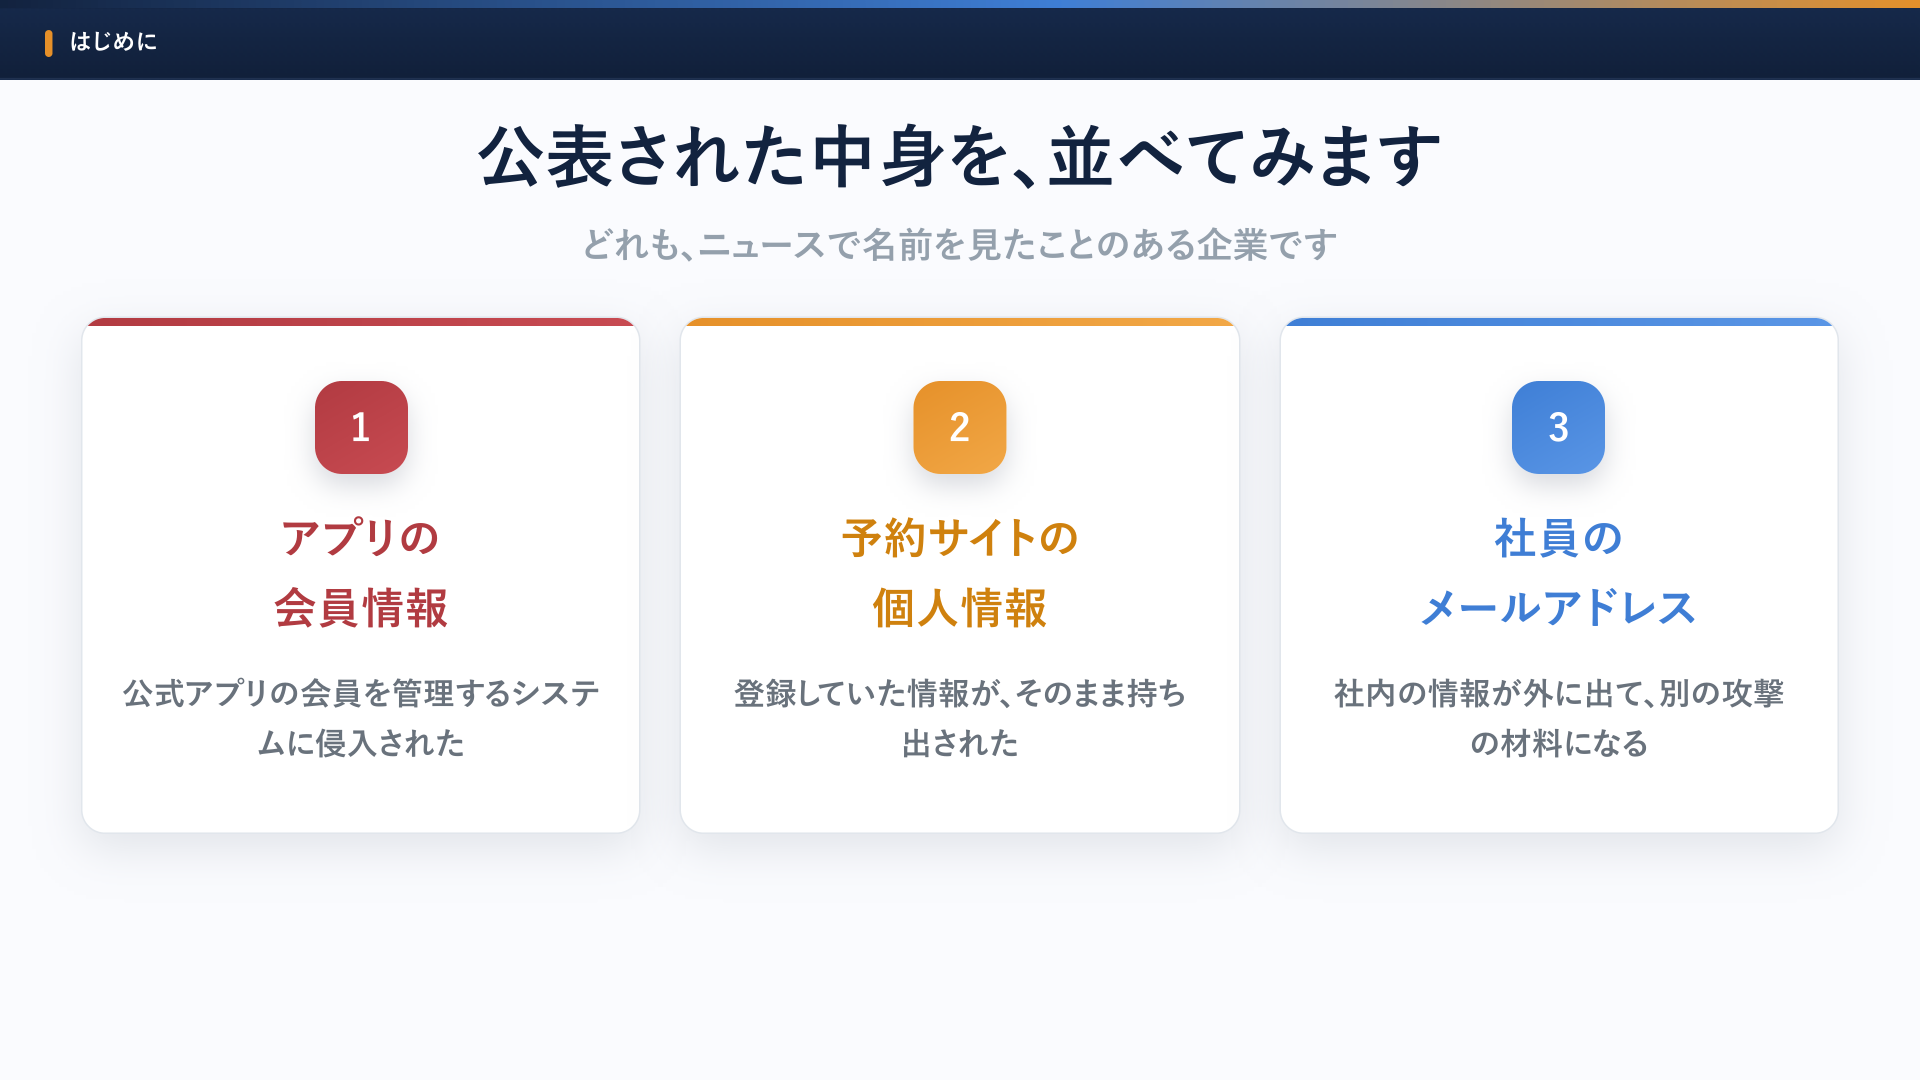 はじめに
公表された中身を、並べてみます
どれも、ニュースで名前を見たことのある企業です
1
アプリの
会員情報
公式アプリの会員を管理するシステ
ムに侵入された
2
予約サイトの
個人情報
登録していた情報が、そのまま持ち
出された
3
社員の
メールアドレス
社内の情報が外に出て、別の攻撃
の材料になる